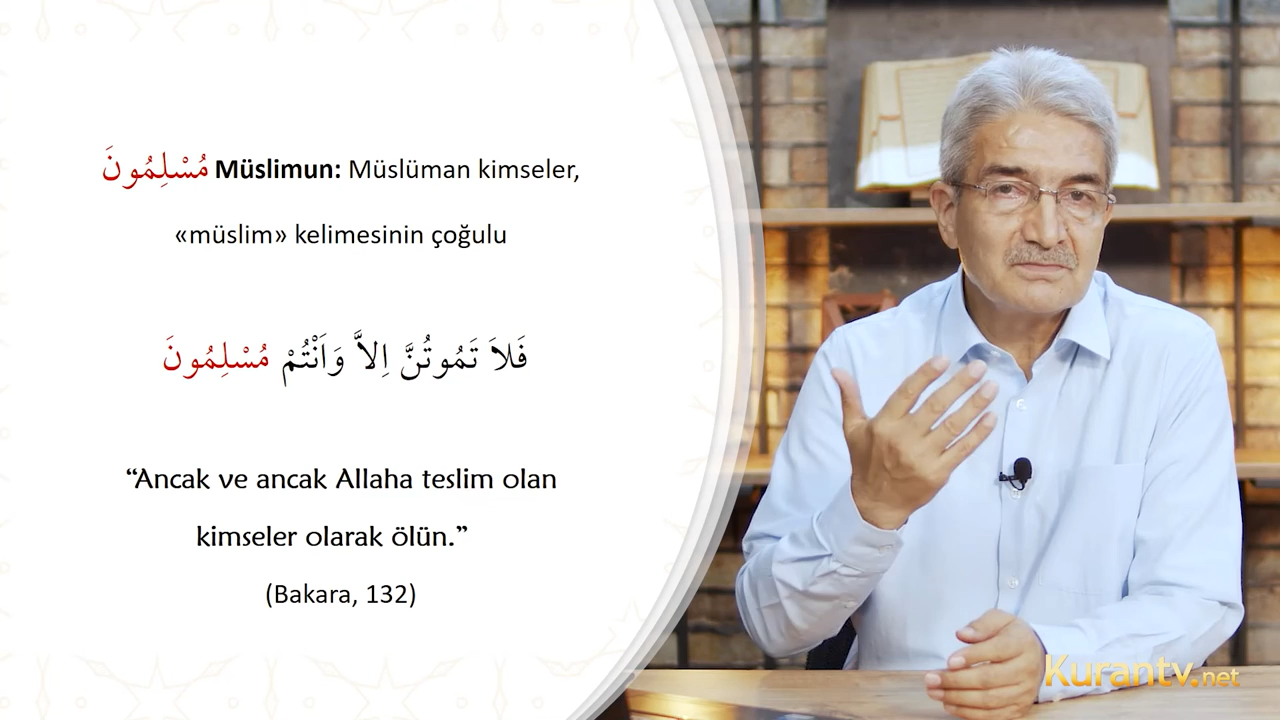 مُسْلِمُونَ Müslimun: Müslüman kimseler,
«müslim» kelimesinin çoğulu
فَلاَ تَمُوتُنَّ اِلاَّ وَاَنْتُمْ مُسْلِمُونَ
“Ancak ve ancak Allaha teslim olan
kimseler olarak ölün.”
(Bakara, 132)
Kurantv.net